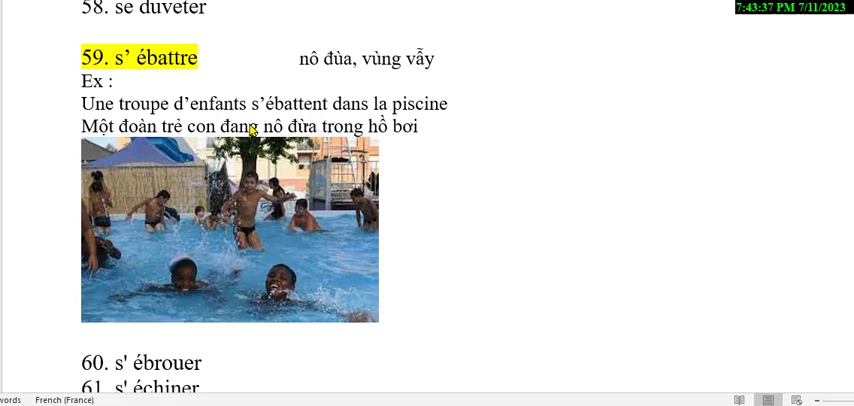 7:43:37 PM 7/11/2023
58. se duveter
59. s’ ébattre nô đùa, vùng vẫy
Ex :
Une troupe d’enfants s’ébattent dans la piscine
Một đoàn trẻ con đang nô đừa trong hồ bơi
60. s' ébrouer
61. s' échiner
French (France)